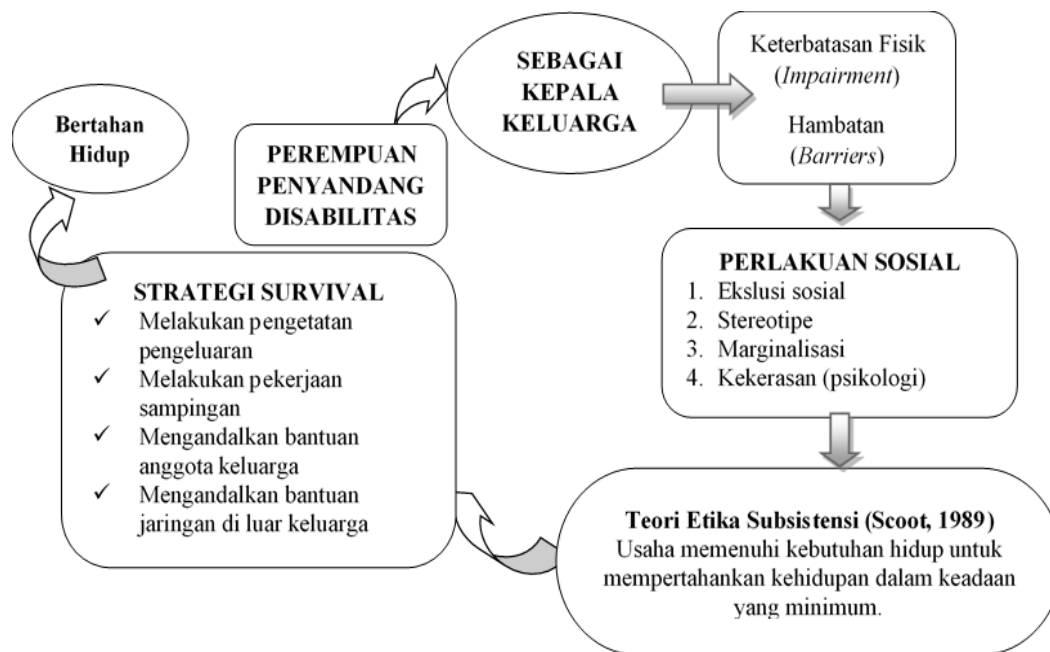 PEREMPUAN
PENYANDANG
DISABILITAS
SEBAGAI
KEPALA
KELUARGA
Keterbatasan Fisik
(Impairment)
Hambatan
(Barriers)
PERLAKUAN SOSIAL
1. Ekslusi sosial
2. Stereotipe
3. Marginalisasi
4. Kekerasan (psikologi)
Teori Etika Subsistensi (Scoot, 1989)
Usaha memenuhi kebutuhan hidup untuk
mempertahankan kehidupan dalam keadaan
yang minimum.
STRATEGI SURVIVAL
✓ Melakukan pengetatan
pengeluaran
✓ Melakukan pekerjaan
sampingan
✓ Mengandalkan bantuan
anggota keluarga
✓ Mengandalkan bantuan
jaringan di luar keluarga
Bertahan
Hidup